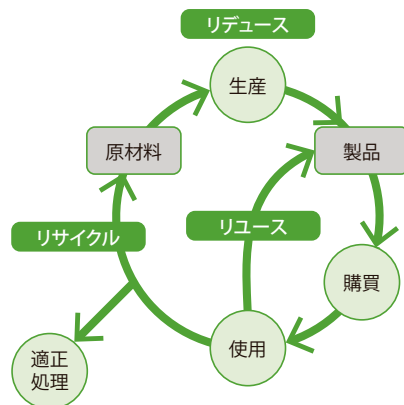 リデュース
生産
原材料
製品
リサイクル
リユース
購買
使用
適正
処理